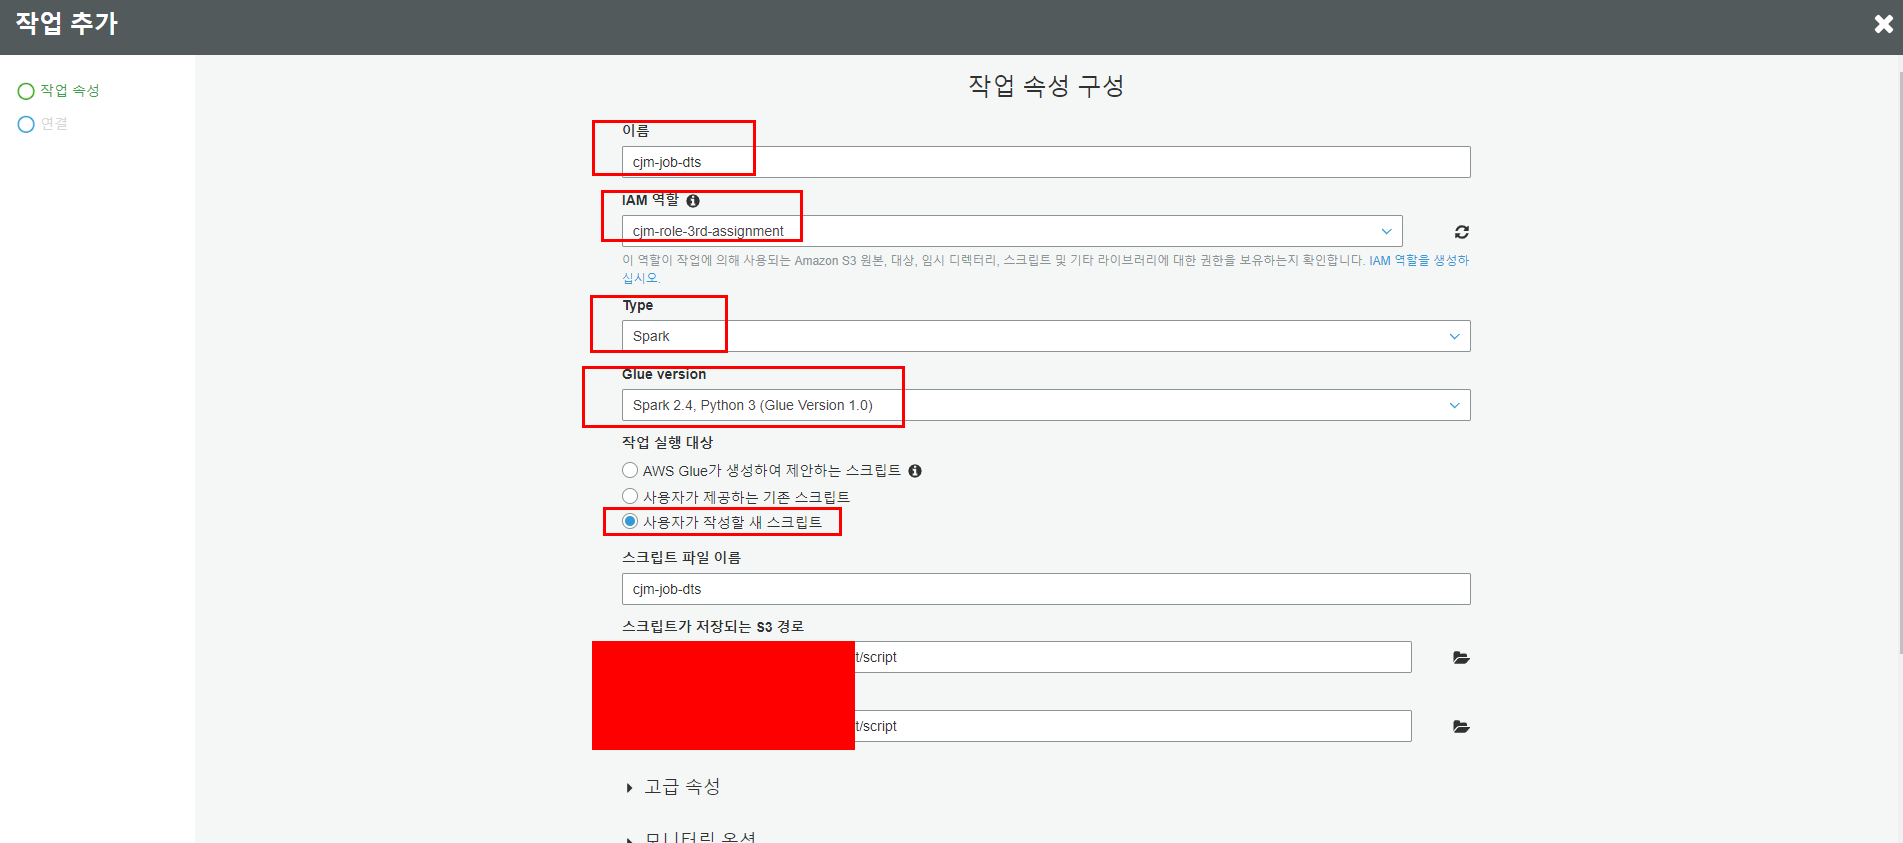 작업 추가
작업 속성
연결
작업 속성 구성
이름
cjm-job-dts
IAM 역할
cjm-role-3rd-assignment
이 역할이 작업에 의해 사용되는 Amazon S3 원본, 대상, 임시 디렉터리, 스크립트 및 기타 라이브러리에 대한 권한을 보유하는지 확인합니다. IAM 역할을 생성하
십시오.
Type
Spark
Glue version
Spark 2.4, Python 3 (Glue Version 1.0)
작업 실행 대상
AWS Glue가 생성하여 제안하는 스크립트
사용자가 제공하는 기존 스크립트
사용자가 작성할 새 스크립트
스크립트 파일 이름
cjm-job-dts
스크립트가 저장되는 S3 경로
t/script
t/script
고급 속성
모니터링 옵션